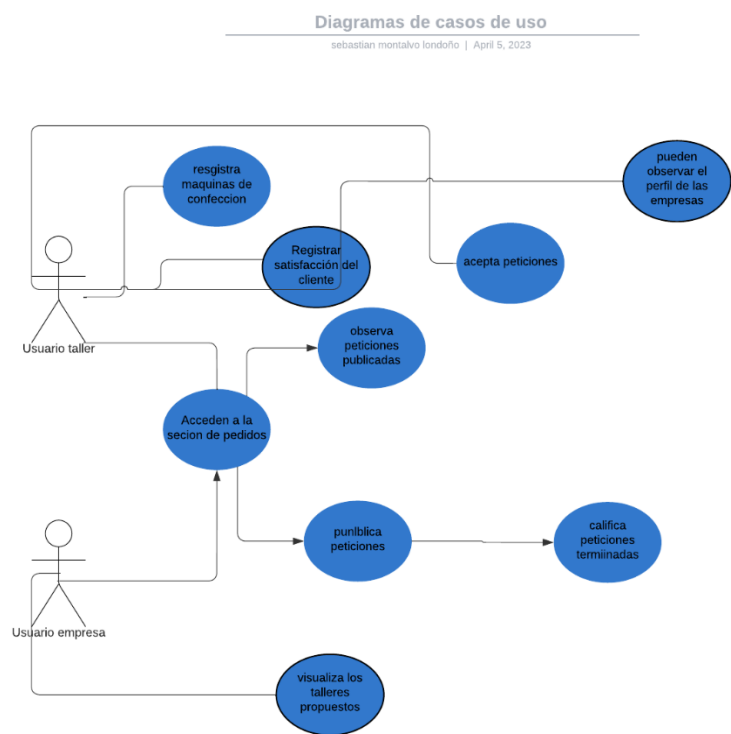 Diagramas de casos de uso
sebastian montalvo londoño | April 5, 2023
resgistra
maquinas de
confeccion
pueden
observar el
perfil de las
empresas
Registrar
satisfacción del
cliente
acepta peticiones
Usuario taller
observa
peticiones
publicadas
Acceden a la
secion de pedidos
punlblica
peticiones
califica
peticiones
termiinadas
Usuario empresa
visualiza los
talleres
propuestos